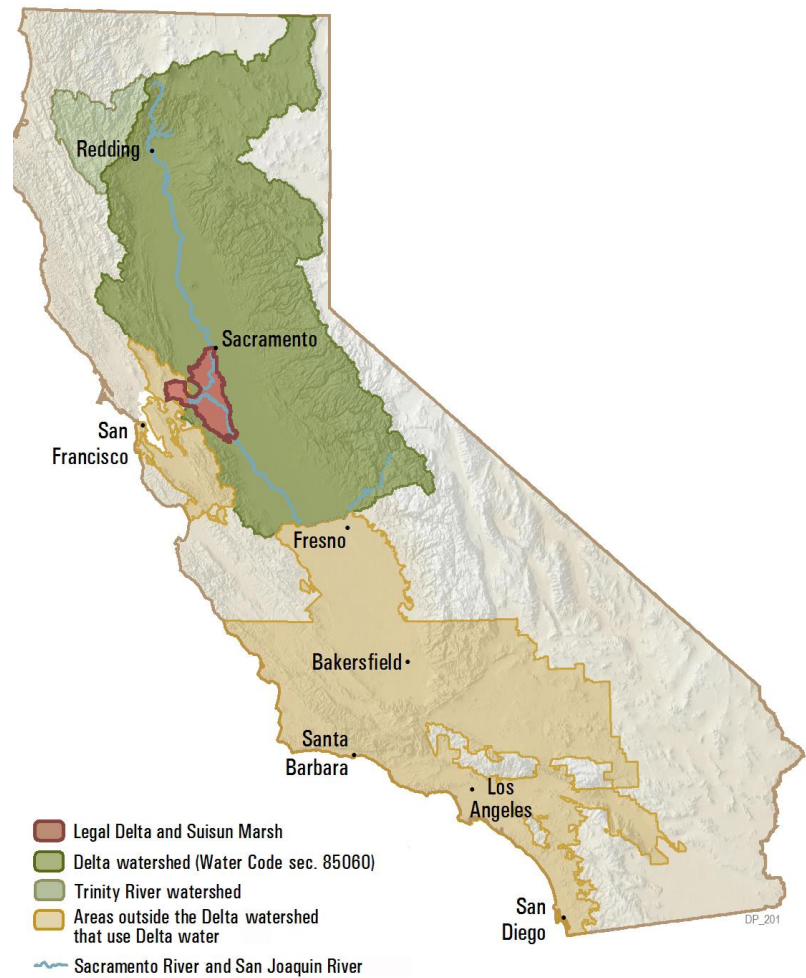 Redding
Sacramento
San
Francisco
Fresno
Bakersfield
Santa
Barbara
Los
Angeles
San
Diego
DP_201
Legal Delta and Suisun Marsh
Delta watershed (Water Code sec. 85060)
Trinity River watershed
Areas outside the Delta watershed
that use Delta water
Sacramento River and San Joaquin River